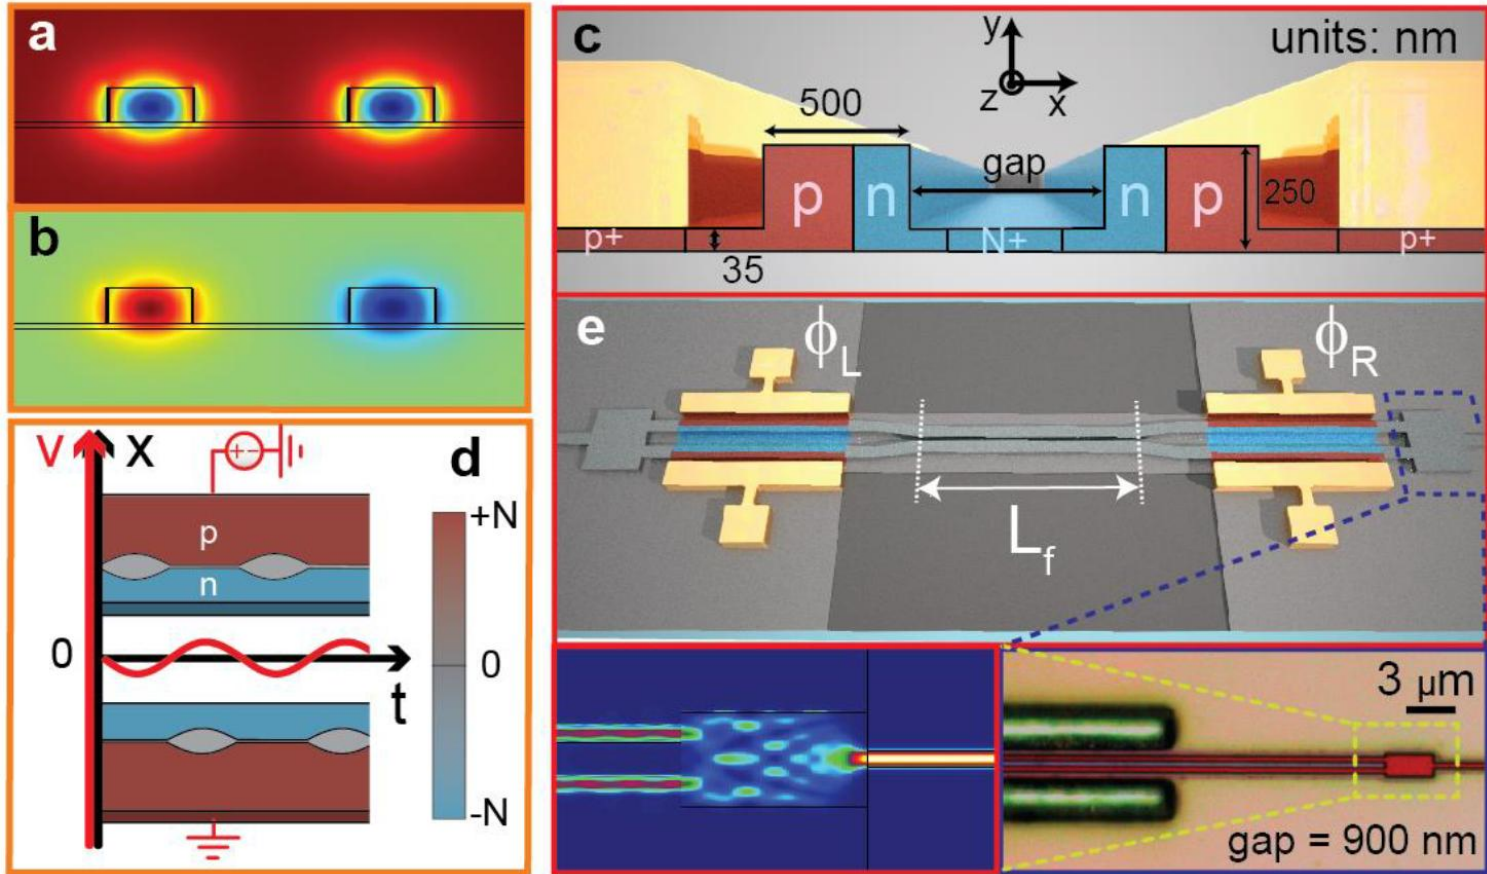 a
b
c
units: nm
y
z
x
500
gap
p
n
n
p
250
p+
N+
p+
35
V
X
d
+-
p
n
0
t
+N
0
-N
e
ϕL
ϕR
Lf
3 μm
gap = 900 nm